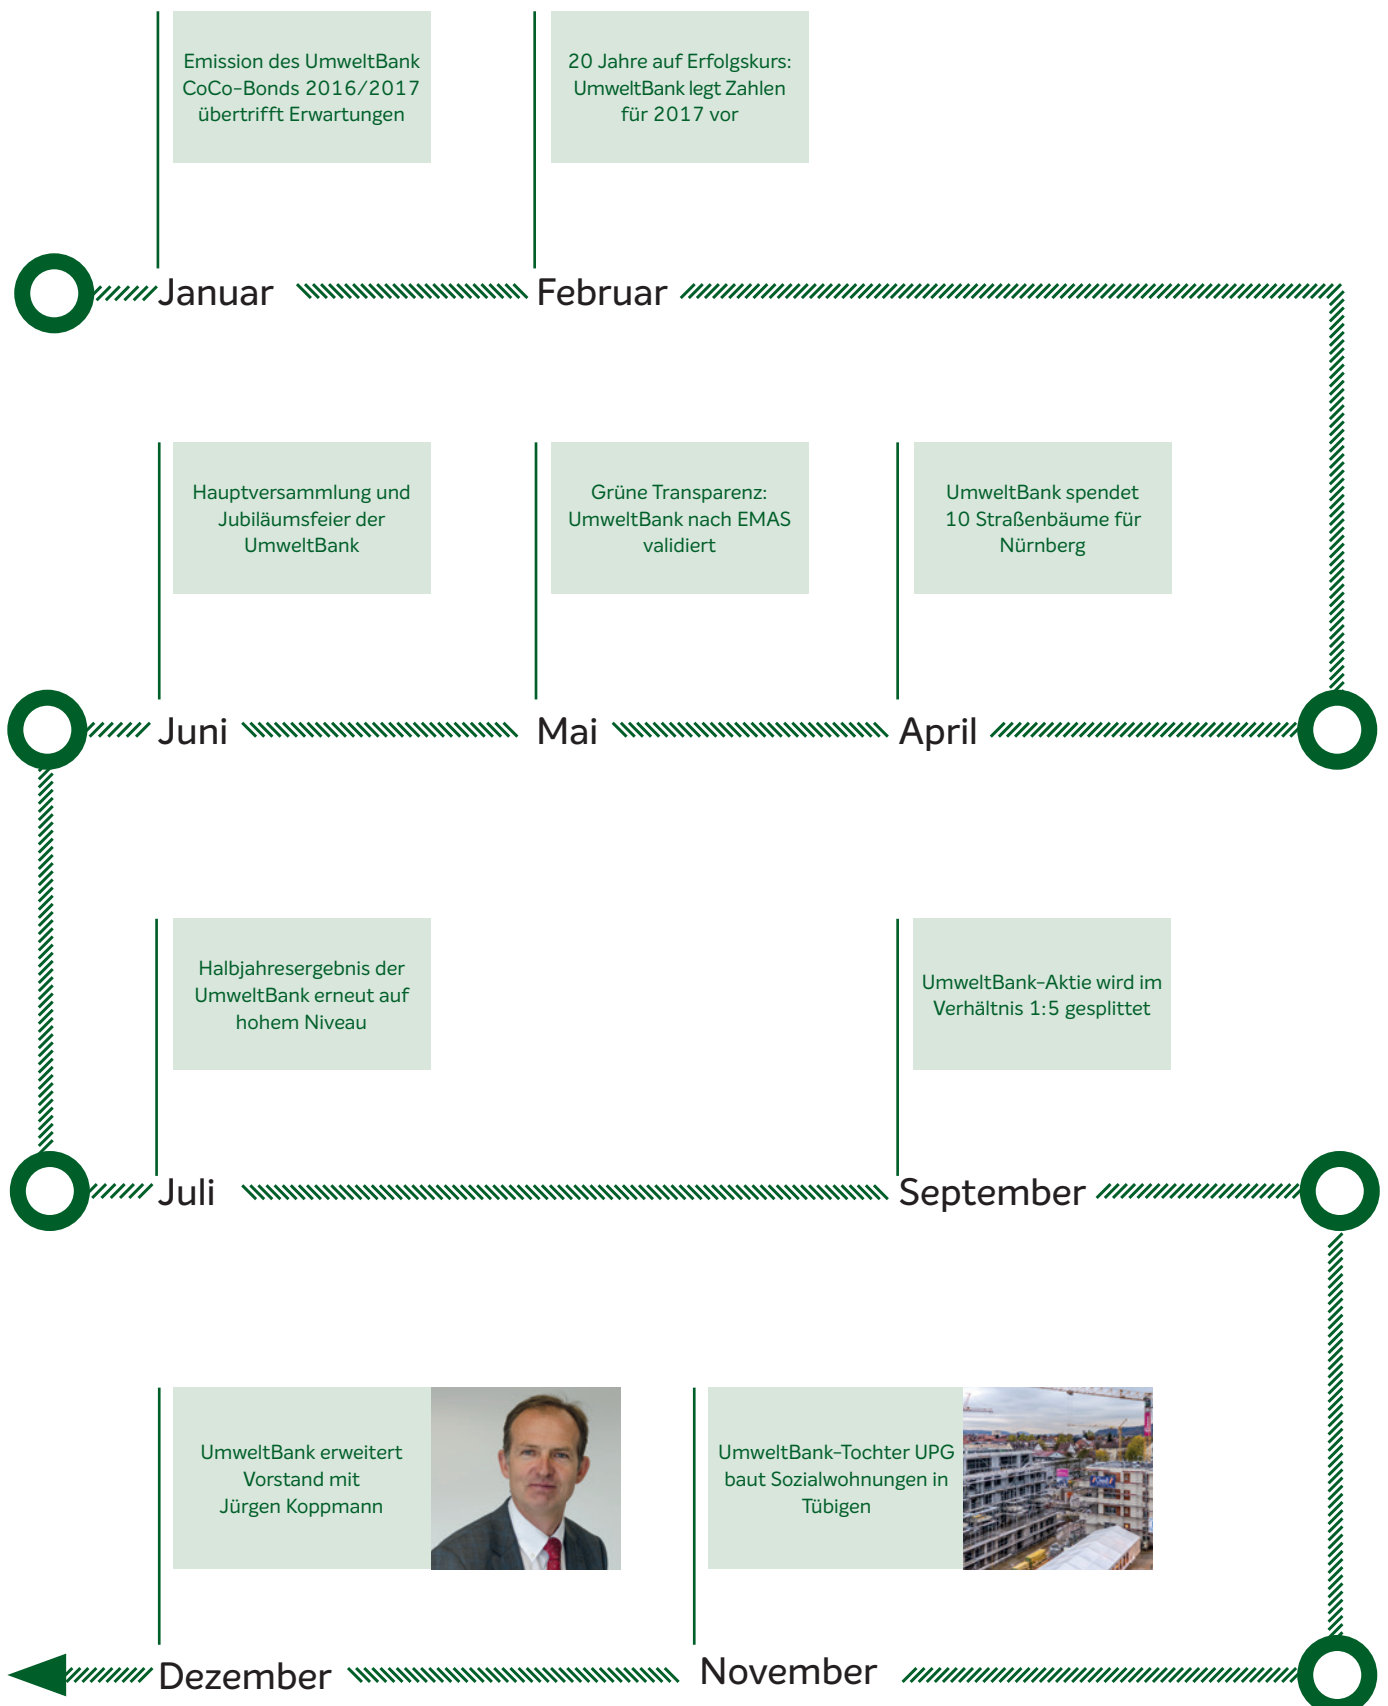 Emission des UmweltBank
CoCo-Bonds 2016/2017
übertrifft Erwartungen
Januar
20 Jahre auf Erfolgskurs:
UmweltBank legt Zahlen
für 2017 vor
Februar
UmweltBank spendet
10 Straßenbäume für
Nürnberg
April
Grüne Transparenz:
UmweltBank nach EMAS
validiert
Mai
Hauptversammlung und
Jubiläumsfeier der
UmweltBank
Juni
Halbjahresergebnis der
UmweltBank erneut auf
hohem Niveau
Juli
UmweltBank-Aktie wird im
Verhältnis 1:5 gesplittet
September
UmweltBank-Tochter UPG
baut Sozialwohnungen in
Tübigen
November
UmweltBank erweitert
Vorstand mit
Jürgen Koppmann
Dezember